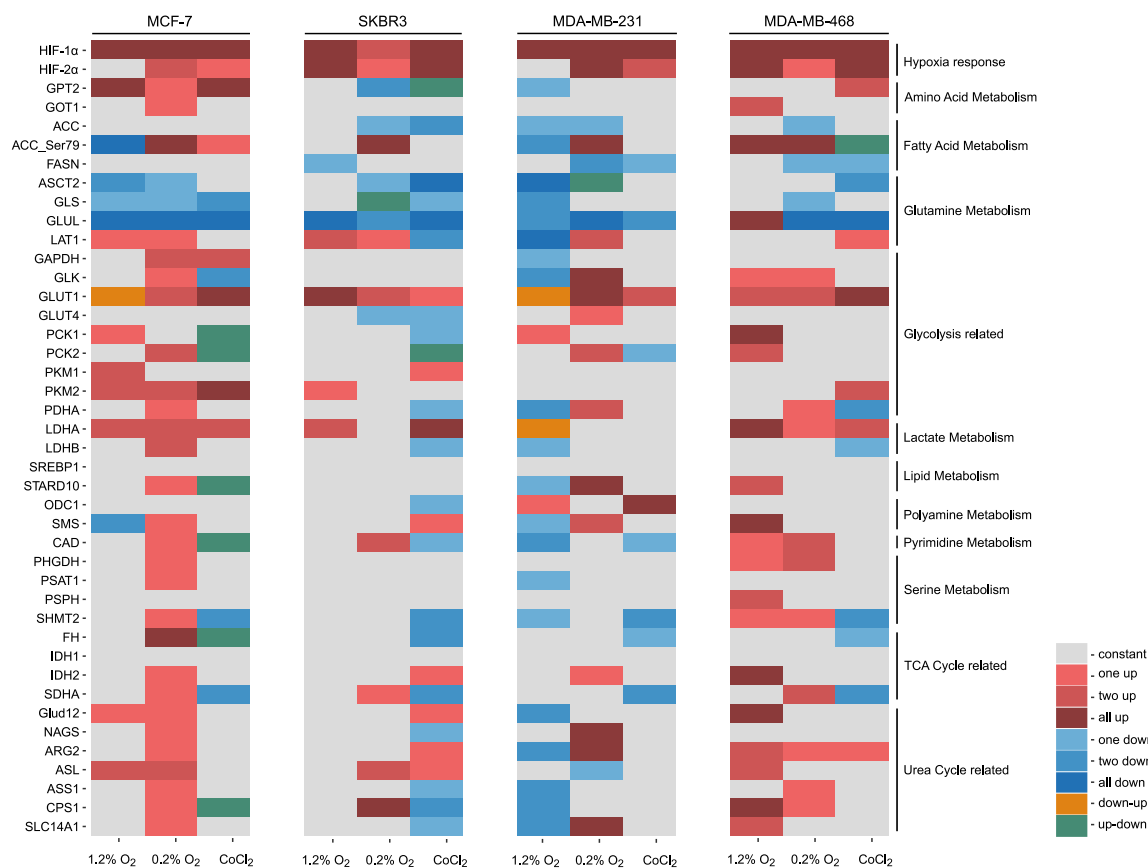 MCF-7 SKBR3 MDA-MB-231 MDA-MB-468
HIF-1α
HIF-2α
GPT2
GOT1
ACC
ACC_Ser79
FASN
ASCT2
GLS
GLUL
LAT1
GAPDH
GLK
GLUT1
GLUT4
PCK1
PCK2
PKM1
PKM2
PDHA
LDHA
LDHB
SREBP1
STARD10
ODC1
SMS
CAD
PHGDH
PSAT1
PSPH
SHMT2
FH
IDH1
IDH2
SDHA
Glud12
NAGS
ARG2
ASL
ASS1
CPS1
SLC14A1
Hypoxia response
Amino Acid Metabolism
Fatty Acid Metabolism
Glutamine Metabolism
Glycolysis related
Lactate Metabolism
Lipid Metabolism
Polyamine Metabolism
Pyrimidine Metabolism
Serine Metabolism
TCA Cycle related
Urea Cycle related
- constant
- one up
- two up
- all up
- one down
- two down
- all down
- down-up
- up-down
1.2% O₂ 0.2% O₂ CoCl₂ 1.2% O₂ 0.2% O₂ CoCl₂ 1.2% O₂ 0.2% O₂ CoCl₂ 1.2% O₂ 0.2% O₂ CoCl₂